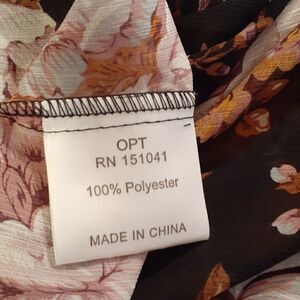 OPT
RN 151041
100% Polyester
MADE IN CHINA